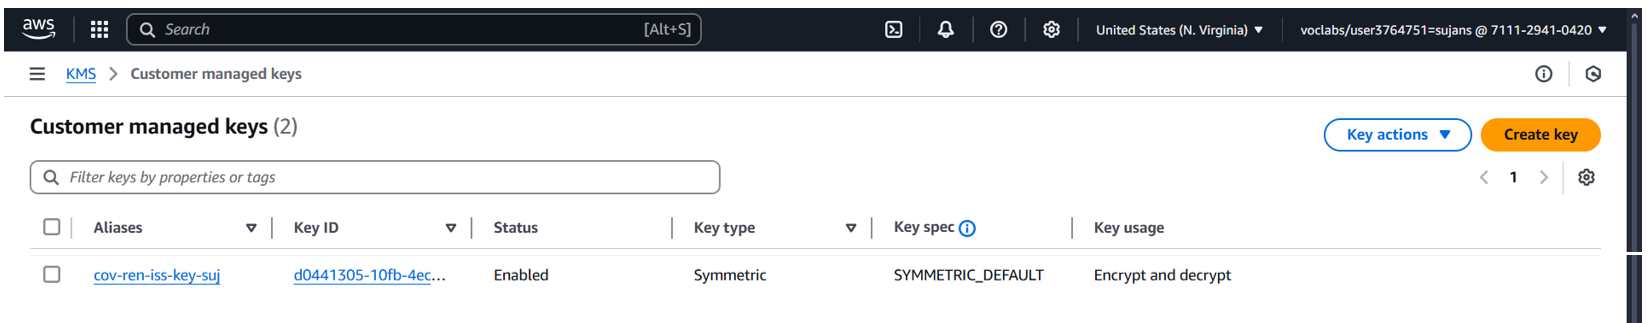 aws Search [Alt+S] United States (N. Virginia) voclabs/user3764751=sujans @ 7111-2941-0420
KMS Customer managed keys
Customer managed keys (2)
Key actions Create key
Filter keys by properties or tags 1
Aliases Key ID Status Key type Key spec Key usage
cov-ren-iss-key-suj d0441305-10fb-4ec... Enabled Symmetric SYMMETRIC_DEFAULT Encrypt and decrypt